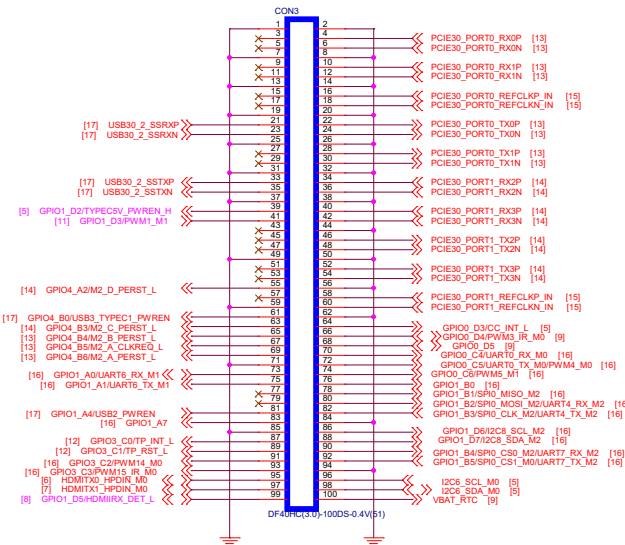 CON3
1 2
3 4 PCIE30_PORT0_RX0P [13]
5 6 PCIE30_PORT0_RX0N [13]
7 8
9 10 PCIE30_PORT0_RX1P [13]
11 12 PCIE30_PORT0_RX1N [13]
13 14
15 16 PCIE30_PORT0_REFCLKP_IN [15]
17 18 PCIE30_PORT0_REFCLKN_IN [15]
19 20
[17] USB30_2_SSRXP 21 22 PCIE30_PORT0_TX0P [13]
[17] USB30_2_SSRXN 23 24 PCIE30_PORT0_TX0N [13]
25 26
27 28 PCIE30_PORT0_TX1P [13]
29 30 PCIE30_PORT0_TX1N [13]
31 32
[17] USB30_2_SSTXP 33 34 PCIE30_PORT1_RX2P [14]
[17] USB30_2_SSTXN 35 36 PCIE30_PORT1_RX2N [14]
37 38
[5] GPIO1_D2/TYPEC5V_PWREN_H 39 40 PCIE30_PORT1_RX3P [14]
[11] GPIO1_D3/PWM1_M1 41 42 PCIE30_PORT1_RX3N [14]
43 44
45 46 PCIE30_PORT1_TX2P [14]
47 48 PCIE30_PORT1_TX2N [14]
49 50
51 52 PCIE30_PORT1_TX3P [14]
53 54 PCIE30_PORT1_TX3N [14]
[14] GPIO4_A2/M2_D_PERST_L 55 56
57 58 PCIE30_PORT1_REFCLKP_IN [15]
59 60 PCIE30_PORT1_REFCLKN_IN [15]
[17] GPIO4_B0/USB3_TYPEC1_PWREN 61 62
[14] GPIO4_B3/M2_C_PERST_L 63 64 GPIO0_D3/CC_INT_L [5]
[13] GPIO4_B4/M2_B_PERST_L 65 66 GPIO0_D4/PWM3_IR_M0 [9]
[13] GPIO4_B5/M2_A_CLKREQ_L 67 68 GPIO0_D5 [9]
[13] GPIO4_B6/M2_A_PERST_L 69 70 GPIO0_C4/UART0_RX_M0 [16]
71 72 GPIO0_C5/UART0_TX_M0/PWM4_M0 [16]
[16] GPIO1_A0/UART6_RX_M1 73 74 GPIO0_C6/PWM5_M1 [16]
[16] GPIO1_A1/UART6_TX_M1 75 76 GPIO1_B0 [16]
77 78 GPIO1_B1/SPI0_MISO_M2 [16]
79 80 GPIO1_B2/SPI0_MOSI_M2/UART4_RX_M2 [16]
[17] GPIO1_A4/USB2_PWREN 81 82 GPIO1_B3/SPI0_CLK_M2/UART4_TX_M2 [16]
[16] GPIO1_A7 83 84
85 86 GPIO1_D6/I2C8_SCL_M2 [16]
[12] GPIO3_C0/TP_INT_L 87 88 GPIO1_D7/I2C8_SDA_M2 [16]
[12] GPIO3_C1/TP_RST_L 89 90 GPIO1_B4/SPI0_CS0_M2/UART7_RX_M2 [16]
[16] GPIO3_C2/PWM14_M0 91 92 GPIO1_B5/SPI0_CS1_M0/UART7_TX_M2 [16]
[16] GPIO3_C3/PWM15_IR_M0 93 94
[6] HDMITX0_HPDIN_M0 95 96 I2C6_SCL_M0 [5]
[7] HDMITX1_HPDIN_M0 97 98 I2C6_SDA_M0 [5]
[8] GPIO1_D5/HDMIIRX_DET_L 99 100 VBAT_RTC [9]
DF40HC(3.0)-100DS-0.4V(51)